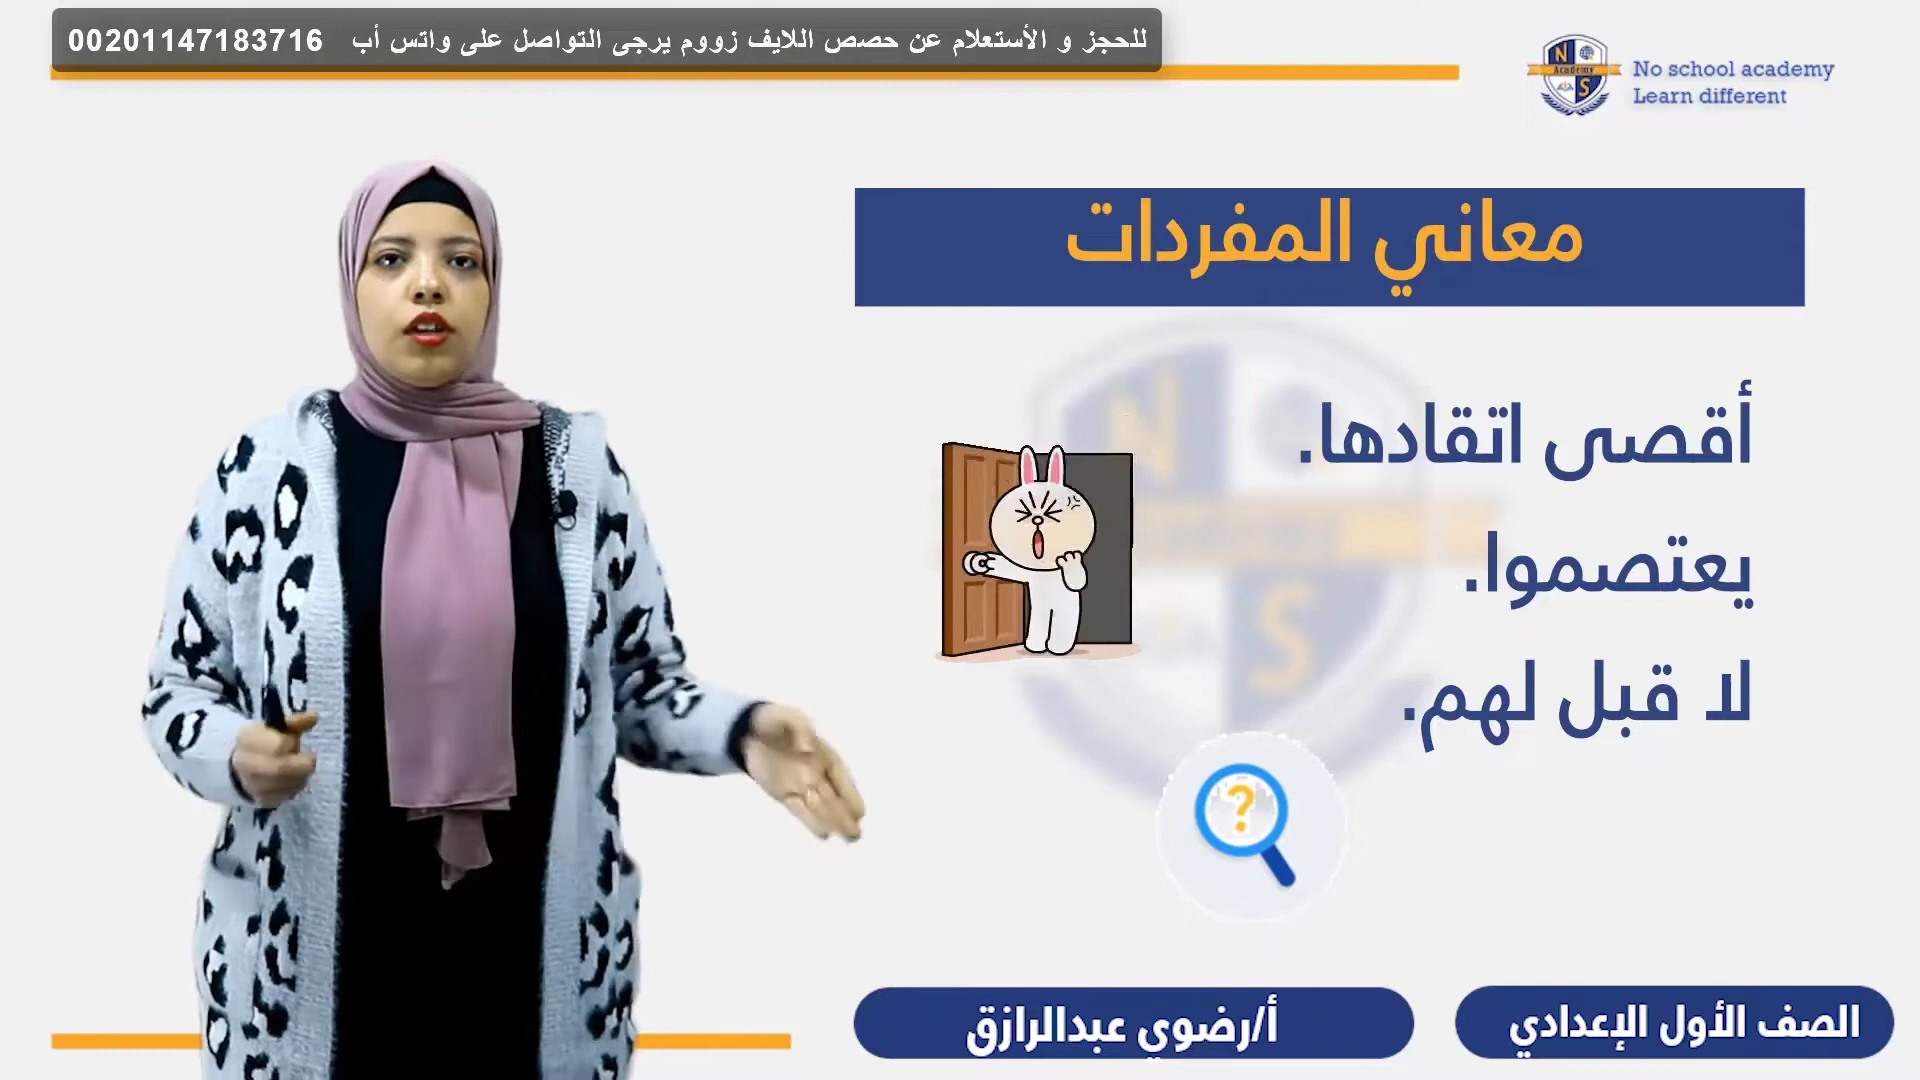 للحجز و الأستعلام عن حصص اللايف زووم يرجى التواصل على واتس أب 00201147183716
N
Academy
S
No school academy
Learn different
معاني المفردات
أقصى اتقادها.
يعتصموا.
لا قبل لهم.
?
أ/رضوي عبدالرازق
الصف الأول الإعدادي